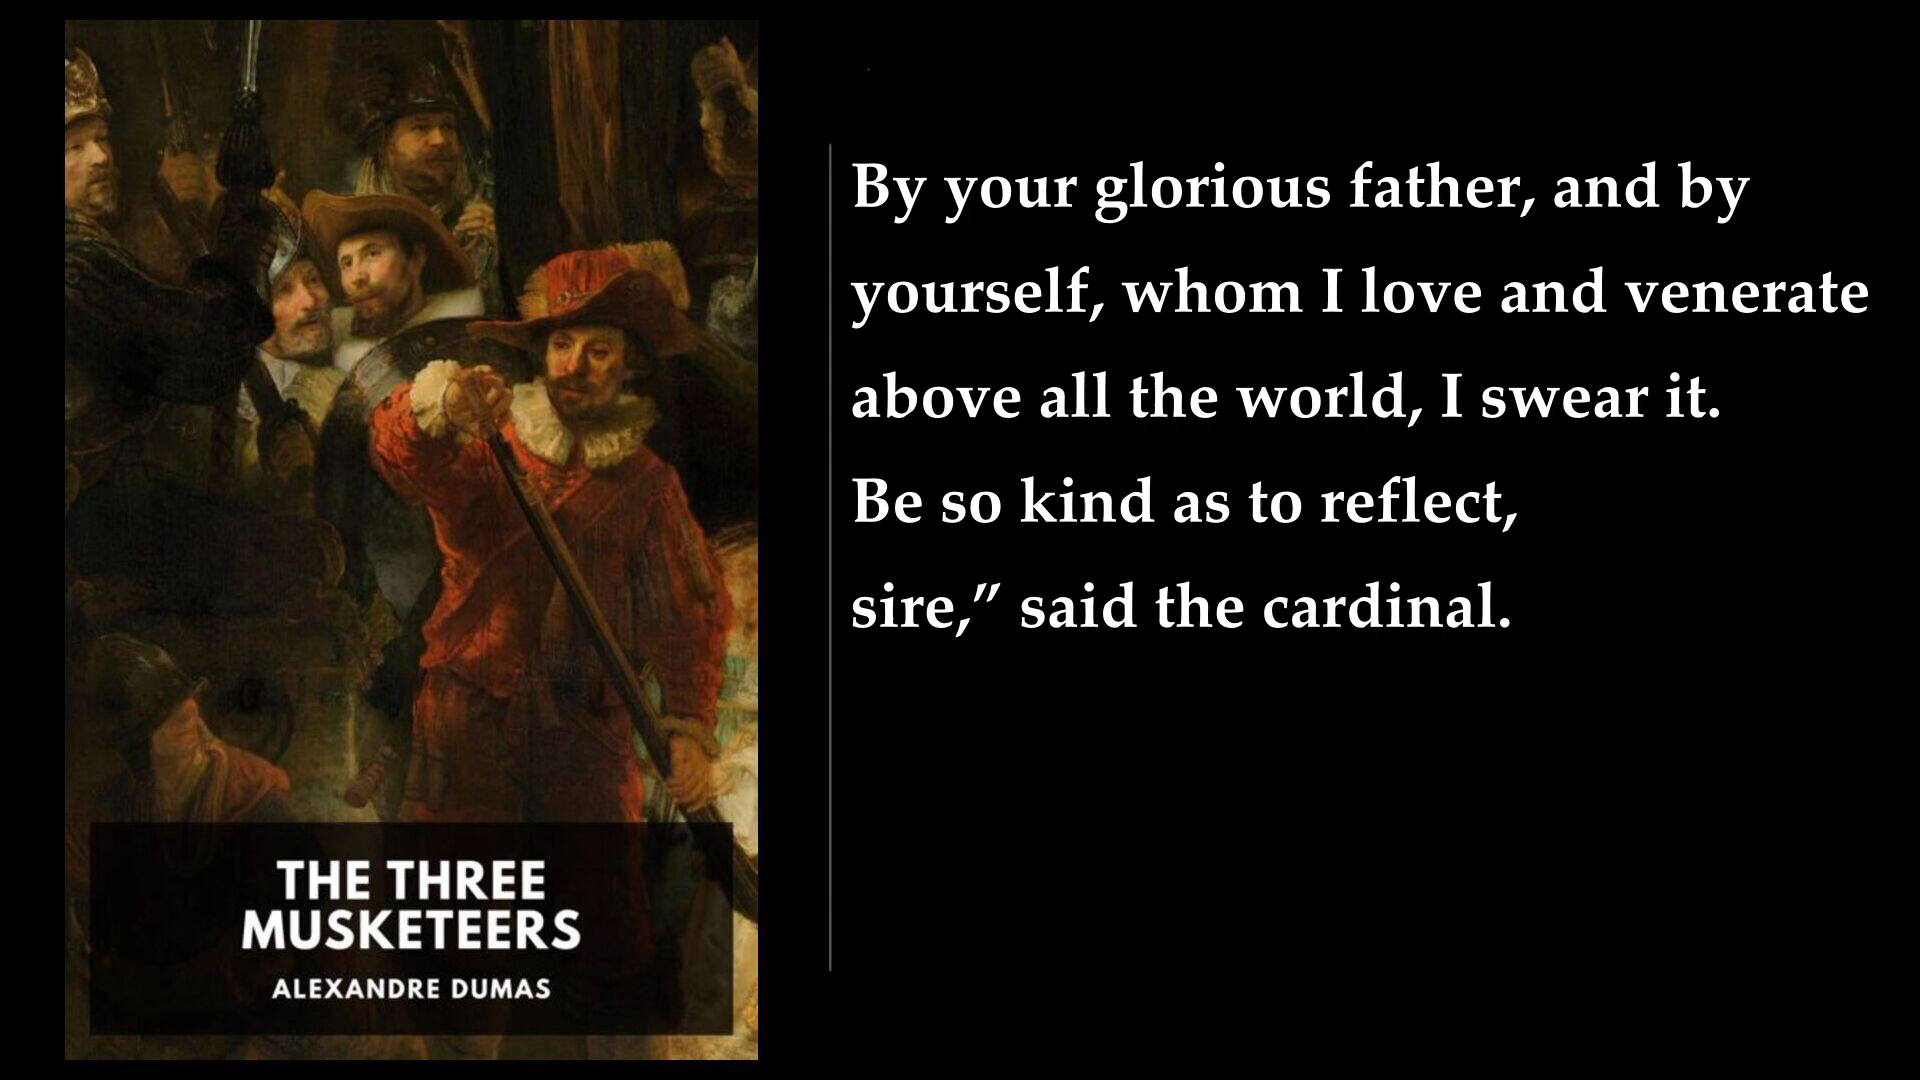 By your glorious father, and by
yourself, whom I love and venerate
above all the world, I swear it.
Be so kind as to reflect,
sire,” said the cardinal.
THE THREE
MUSKETEERS
ALEXANDRE DUMAS